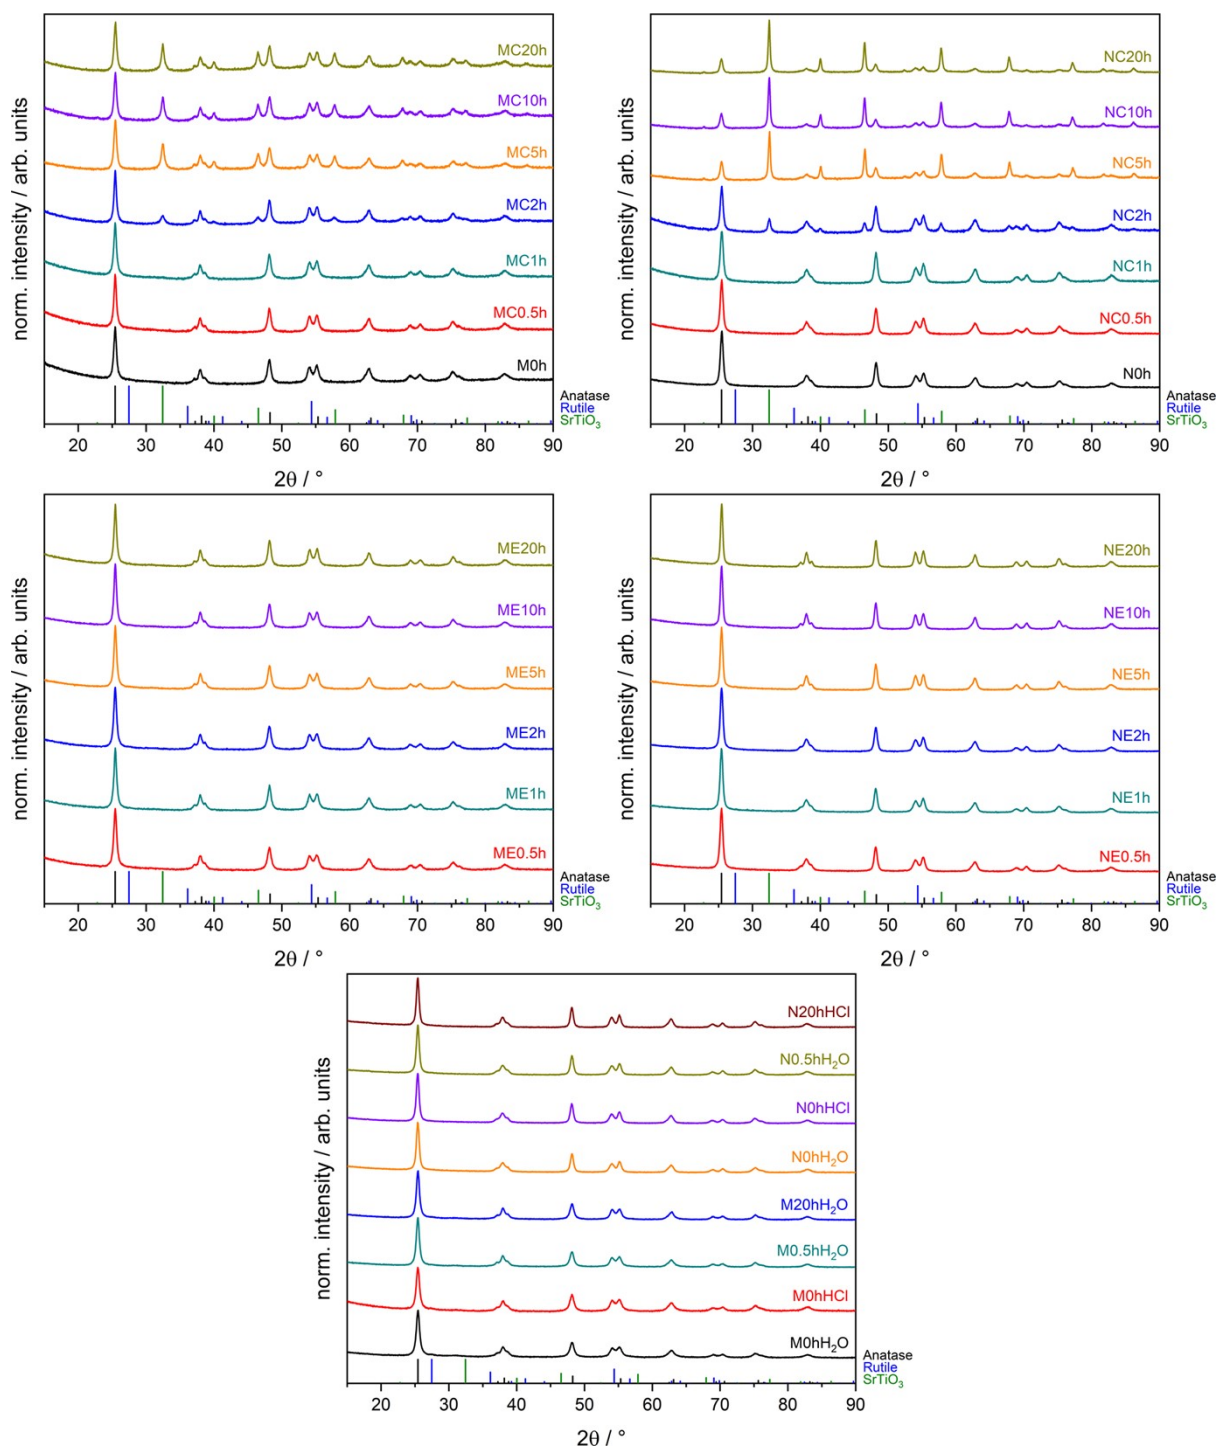 norm. intensity / arb. units
MC20h
MC10h
MC5h
MC2h
MC1h
MC0.5h
M0h
Anatase
Rutile
SrTiO₃
20 30 40 50 60 70 80 90
2θ / °
norm. intensity / arb. units
NC20h
NC10h
NC5h
NC2h
NC1h
NC0.5h
N0h
Anatase
Rutile
SrTiO₃
20 30 40 50 60 70 80 90
2θ / °
norm. intensity / arb. units
ME20h
ME10h
ME5h
ME2h
ME1h
ME0.5h
Anatase
Rutile
SrTiO₃
20 30 40 50 60 70 80 90
2θ / °
norm. intensity / arb. units
NE20h
NE10h
NE5h
NE2h
NE1h
NE0.5h
Anatase
Rutile
SrTiO₃
20 30 40 50 60 70 80 90
2θ / °
norm. intensity / arb. units
N20hHCl
N0.5hH₂O
N0hHCl
N0hH₂O
M20hH₂O
M0.5hH₂O
M0hHCl
M0hH₂O
Anatase
Rutile
SrTiO₃
20 30 40 50 60 70 80 90
2θ / °